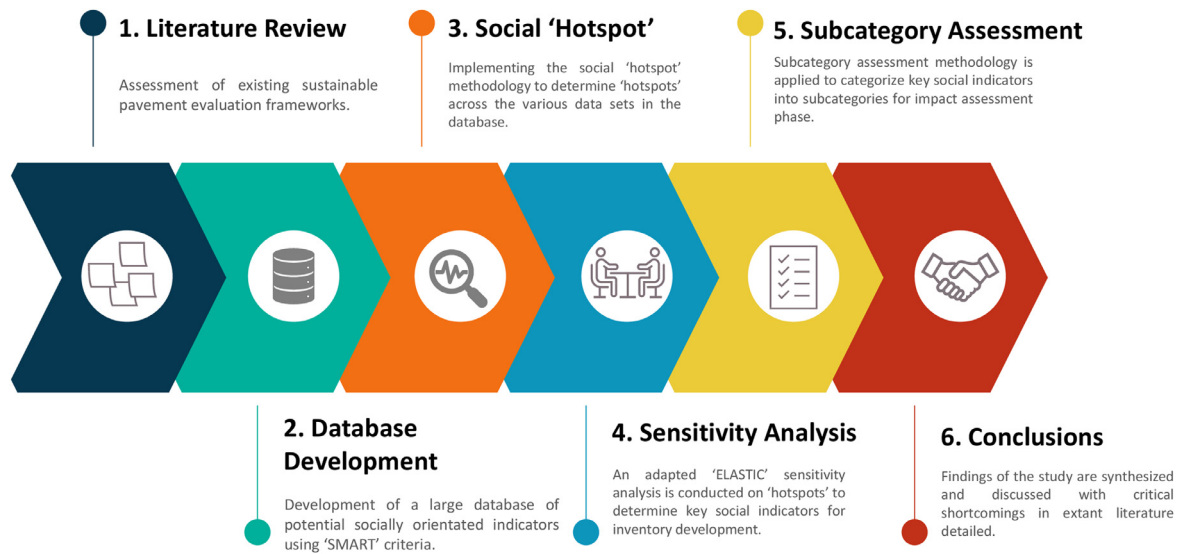 1. Literature Review
Assessment of existing sustainable
pavement evaluation frameworks.
2. Database
Development
Development of a large database of
potential socially orientated indicators
using ‘SMART’ criteria.
3. Social ‘Hotspot’
Implementing the social ‘hotspot’
methodology to determine ‘hotspots’
across the various data sets in the
database.
4. Sensitivity Analysis
An adapted ‘ELASTIC’ sensitivity
analysis is conducted on ‘hotspots’ to
determine key social indicators for
inventory development.
5. Subcategory Assessment
Subcategory assessment methodology is
applied to categorize key social indicators
into subcategories for impact assessment
phase.
6. Conclusions
Findings of the study are synthesized
and discussed with critical
shortcomings in extant literature
detailed.